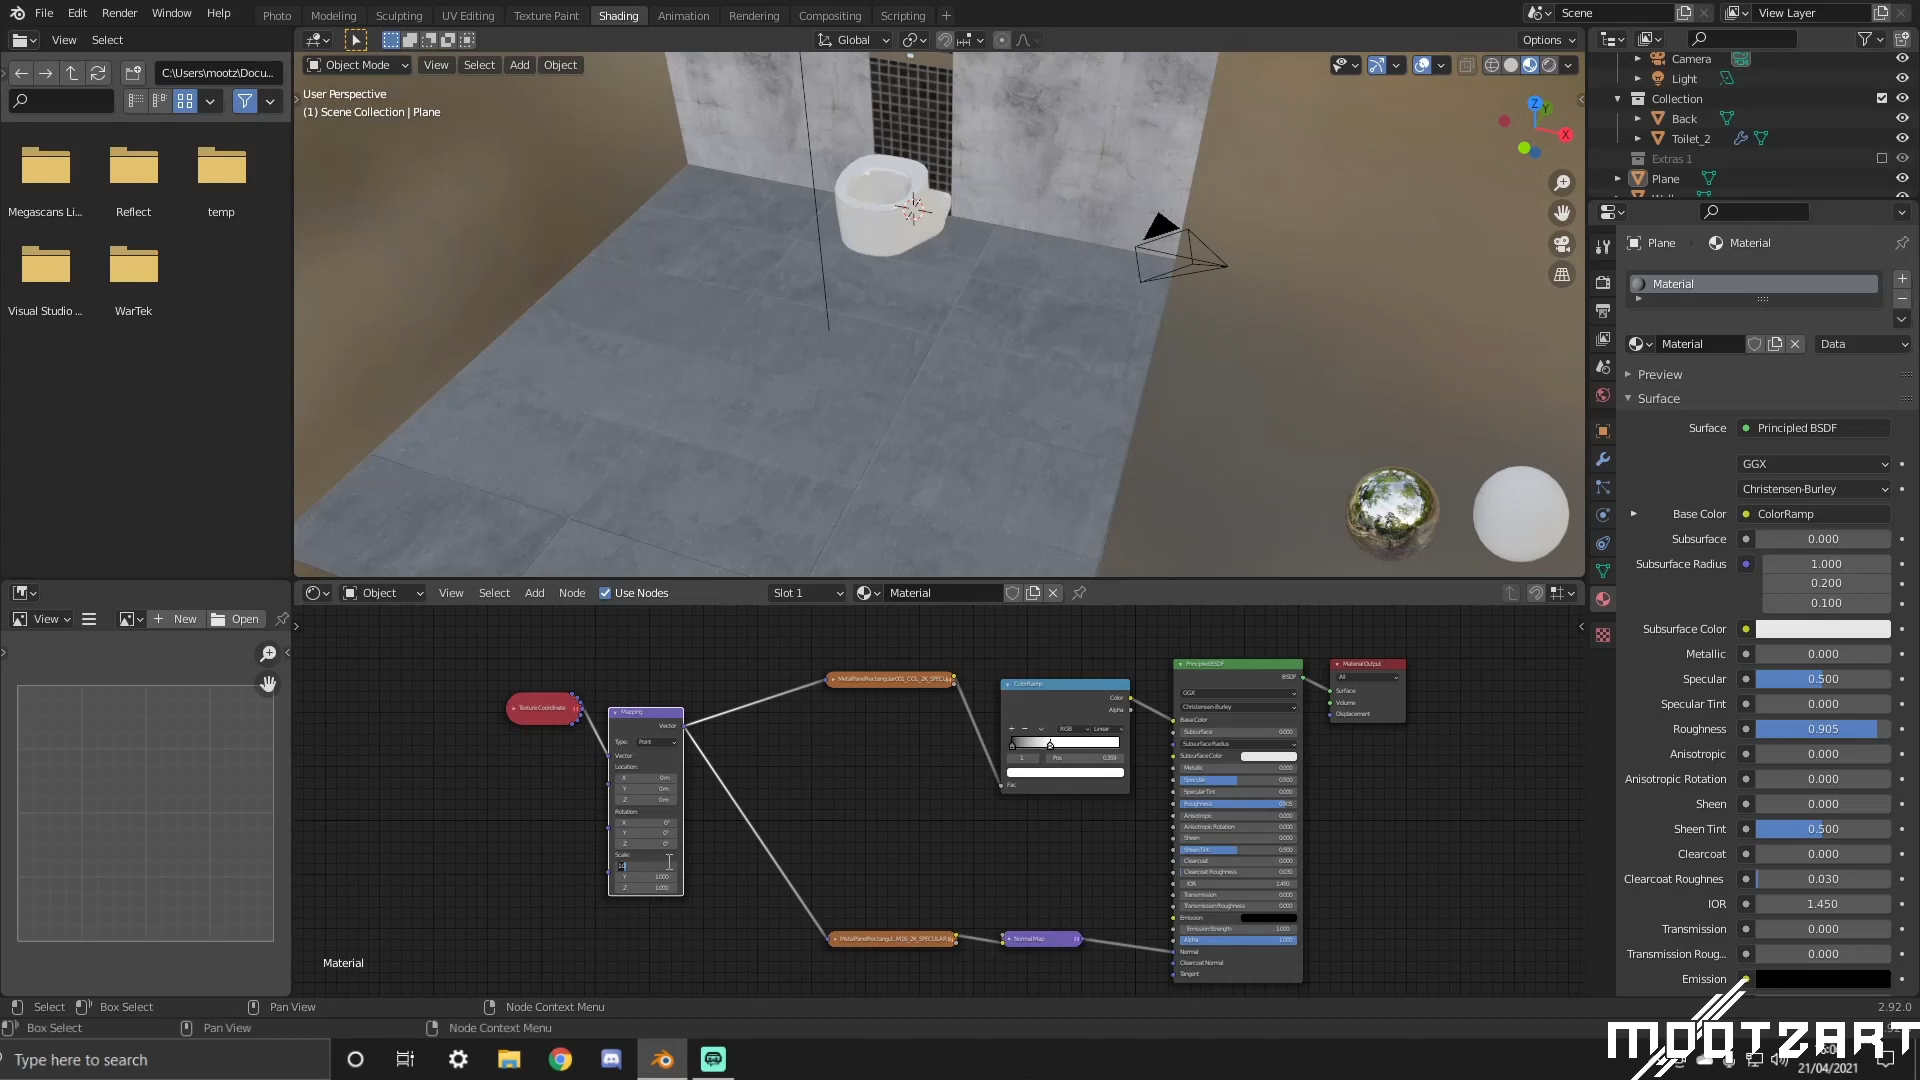 File Edit Render Window Help
Photo Modeling Sculpting UV Editing Texture Paint Shading Animation Rendering Compositing Scripting +
Scene
View Layer
View Select
Global
Options
C:\Users\mootz\Docu...
Object Mode View Select Add Object
User Perspective
(1) Scene Collection | Plane
Z
Y
X
Megascans Li...
Reflect
temp
Visual Studio ...
WarTek
Camera
Light
Collection
Back
Toilet_2
Extras 1
Plane
Plane
Material
Material
Material
Data
Preview
Surface
Surface
Principled BSDF
GGX
Christensen-Burley
Base Color
ColorRamp
Subsurface
0.000
Subsurface Radius
1.000
0.200
0.100
Subsurface Color
Metallic
0.000
Specular
0.500
Specular Tint
0.000
Roughness
0.905
Anisotropic
0.000
Anisotropic Rotation
0.000
Sheen
0.000
Sheen Tint
0.500
Clearcoat
0.000
Clearcoat Roughnes
0.030
IOR
1.450
Transmission
0.000
Transmission Roug...
0.000
Emission
View
New
Open
Object View Select Add Node Use Nodes
Slot 1
Material
Texture Coordinate
Mapping
Vector
Type: Point
Vector
Location:
X 0m
Y 0m
Z 0m
Rotation:
X 0°
Y 0°
Z 0°
Scale:
Y 1.000
Z 1.000
MetalPanelRectangular001_COL_2K_SPECU
MetalPanelRectangul...M16_2K_SPECULAR
Normal Map
ColorRamp
Color
Alpha
RGB Linear
1 Pos 0.359
Fac
Principled BSDF
BSDF
GGX
Christensen-Burley
Base Color
Subsurface 0.000
Subsurface Radius
Subsurface Color
Metallic 0.000
Specular 0.500
Specular Tint 0.000
Roughness 0.905
Anisotropic 0.000
Anisotropic Rotation 0.000
Sheen 0.000
Sheen Tint 0.500
Clearcoat 0.000
Clearcoat Roughness 0.030
IOR 1.450
Transmission 0.000
Transmission Roughness 0.000
Emission
Emission Strength 1.000
Alpha 1.000
Normal
Clearcoat Normal
Tangent
Material Output
All
Surface
Volume
Displacement
Material
Select Box Select Pan View Node Context Menu
2.92.0
Box Select Pan View Node Context Menu
MOOTZART
Type here to search
21/04/2021